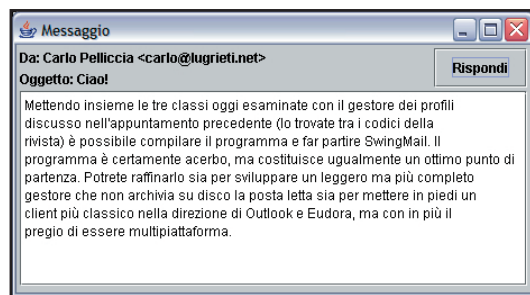 Messaggio
Da: Carlo Pelliccia <carlo@lugrieti.net>
Oggetto: Ciao!
Rispondi
Mettendo insieme le tre classi oggi esaminate con il gestore dei profili
discusso nell'appuntamento precedente (lo trovate tra i codici della
rivista) è possibile compilare il programma e far partire SwingMail. Il
programma è certamente acerbo, ma costituisce ugualmente un ottimo punto di
partenza. Potrete raffinarlo sia per sviluppare un leggero ma più completo
gestore che non archivia su disco la posta letta sia per mettere in piedi un
client più classico nella direzione di Outlook e Eudora, ma con in più il
pregio di essere multipiattaforma.